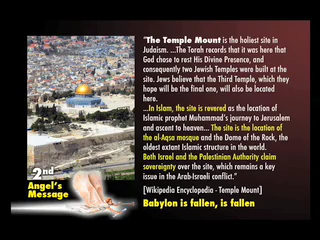 "The Temple Mount is the holiest site in
Judaism. ...The Torah records that it was here that
God chose to rest His Divine Presence, and
consequently two Jewish Temples were built at the
site. Jews believe that the Third Temple, which they
hope will be the final one, will also be located
here.
...In Islam, the site is revered as the location of
Islamic prophet Muhammad's journey to Jerusalem
and ascent to heaven... The site is the location of
the al-Aqsa mosque and the Dome of the Rock, the
oldest extant Islamic structure in the world.
Both Israel and the Palestinian Authority claim
sovereignty over the site, which remains a key
issue in the Arab-Israeli conflict."
[Wikipedia Encyclopedia - Temple Mount]
Babylon is fallen, is fallen
2nd
Angel's
Message